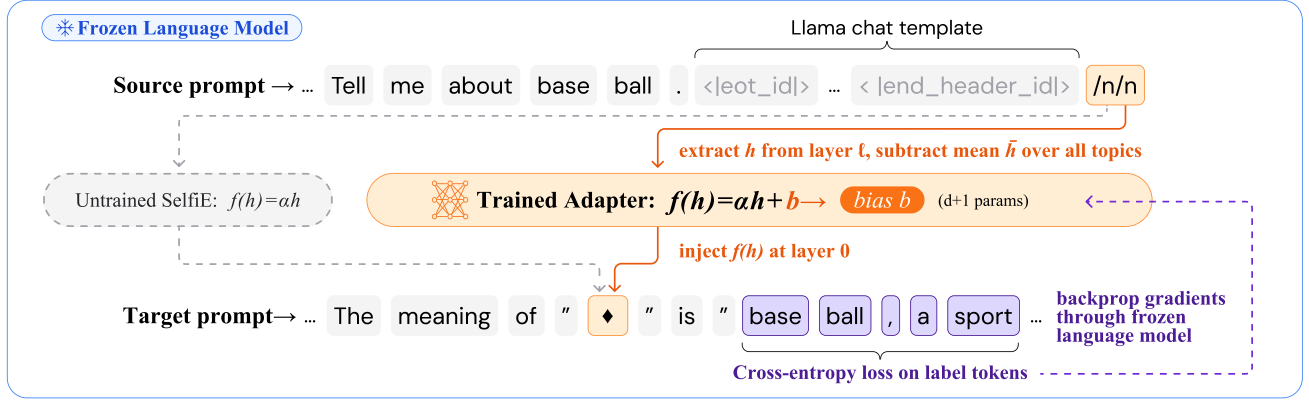 Frozen Language Model
Llama chat template
Source prompt → ... Tell me about base ball . <|eot_id|> ... < |end_header_id|> /n/n
extract h from layer ℓ, subtract mean h̄ over all topics
Untrained SelfiE: f(h)=αh
Trained Adapter: f(h)=αh+b→ bias b (d+1 params)
inject f(h) at layer 0
Target prompt→ ... The meaning of " ♦ " is " base ball , a sport ...
backprop gradients
through frozen
language model
Cross-entropy loss on label tokens